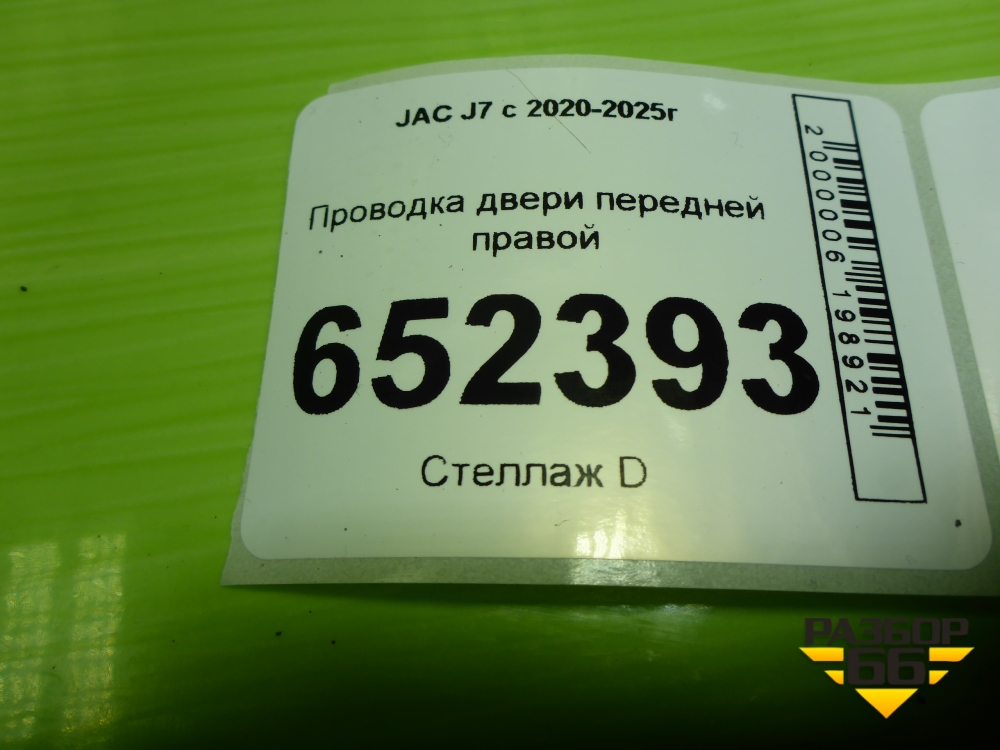 JAC J7 с 2020-2025г
Проводка двери передней
правой
652393
Стеллаж D
2000006198921
РАЗБОР
66